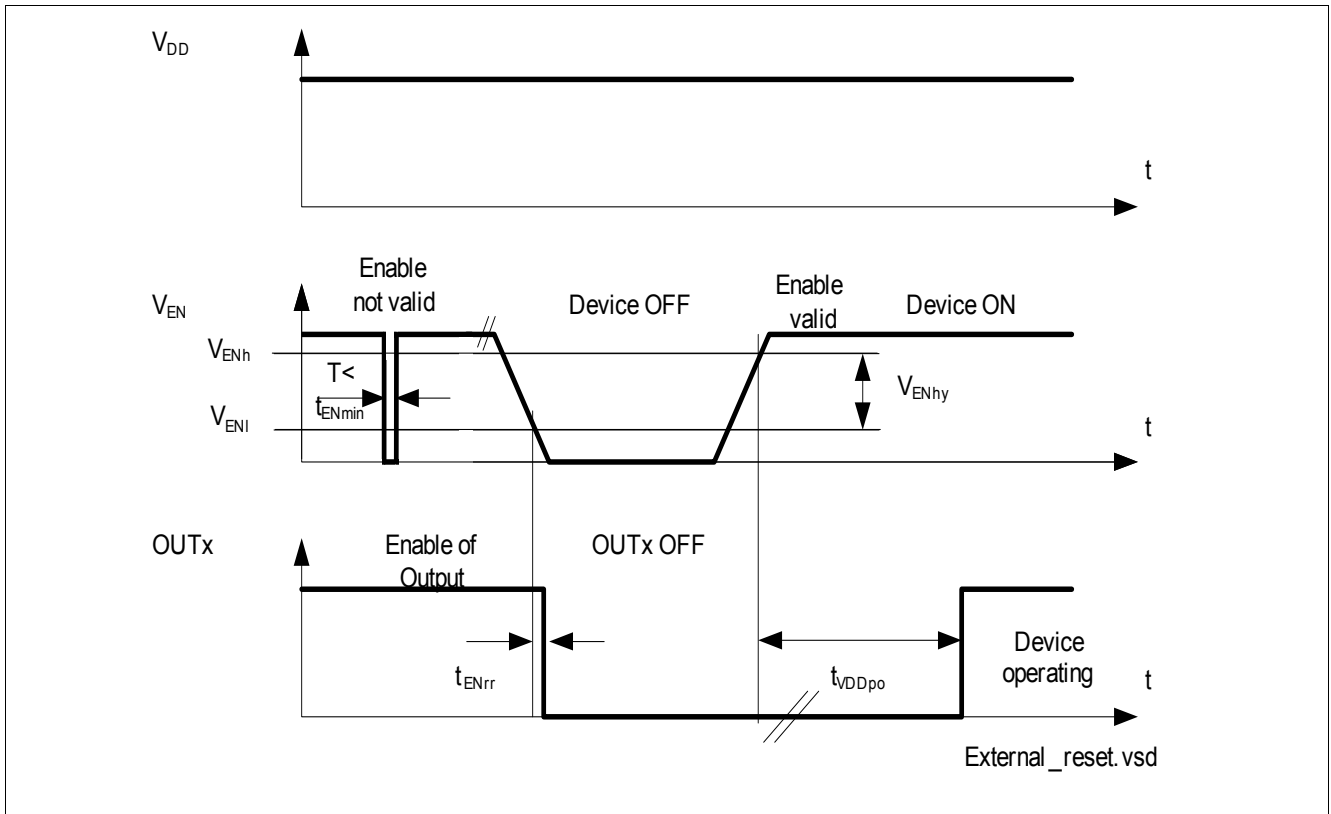 VDD
t
Enable
not valid
Device OFF
Enable
valid
Device ON
VEN
VENh
T<
tENmin
VENl
VENhy
t
OUTx
Enable of
Output
OUTx OFF
tENrr
tVDDpo
Device
operating
t
External_reset.vsd